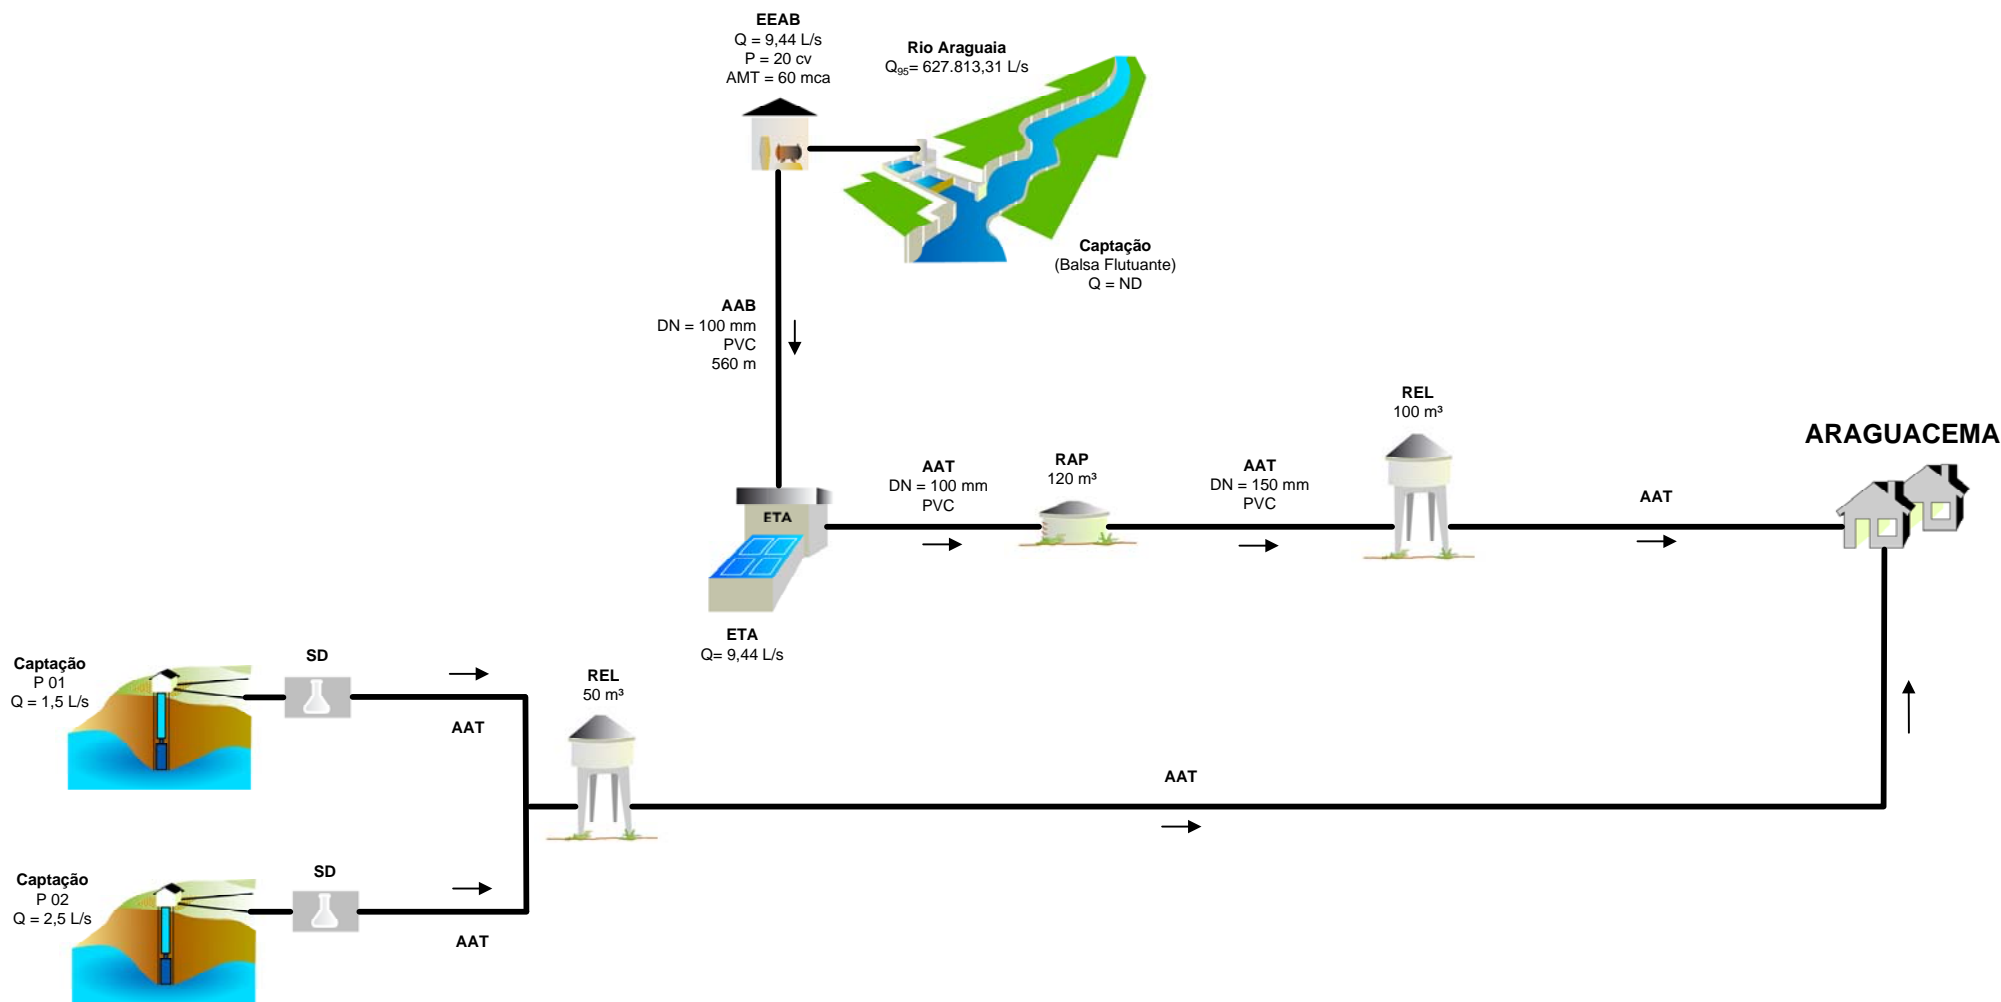 EEAB
Q = 9,44 L/s
P = 20 cv
AMT = 60 mca
Rio Araguaia
Q₉₅= 627.813,31 L/s
Captação
(Balsa Flutuante)
Q = ND
AAB
DN = 100 mm
PVC
560 m
REL
100 m³
ARAGUACEMA
AAT
DN = 100 mm
PVC
RAP
120 m³
AAT
DN = 150 mm
PVC
AAT
ETA
ETA
Q= 9,44 L/s
Captação
P 01
Q = 1,5 L/s
SD
AAT
REL
50 m³
AAT
Captação
P 02
Q = 2,5 L/s
SD
AAT